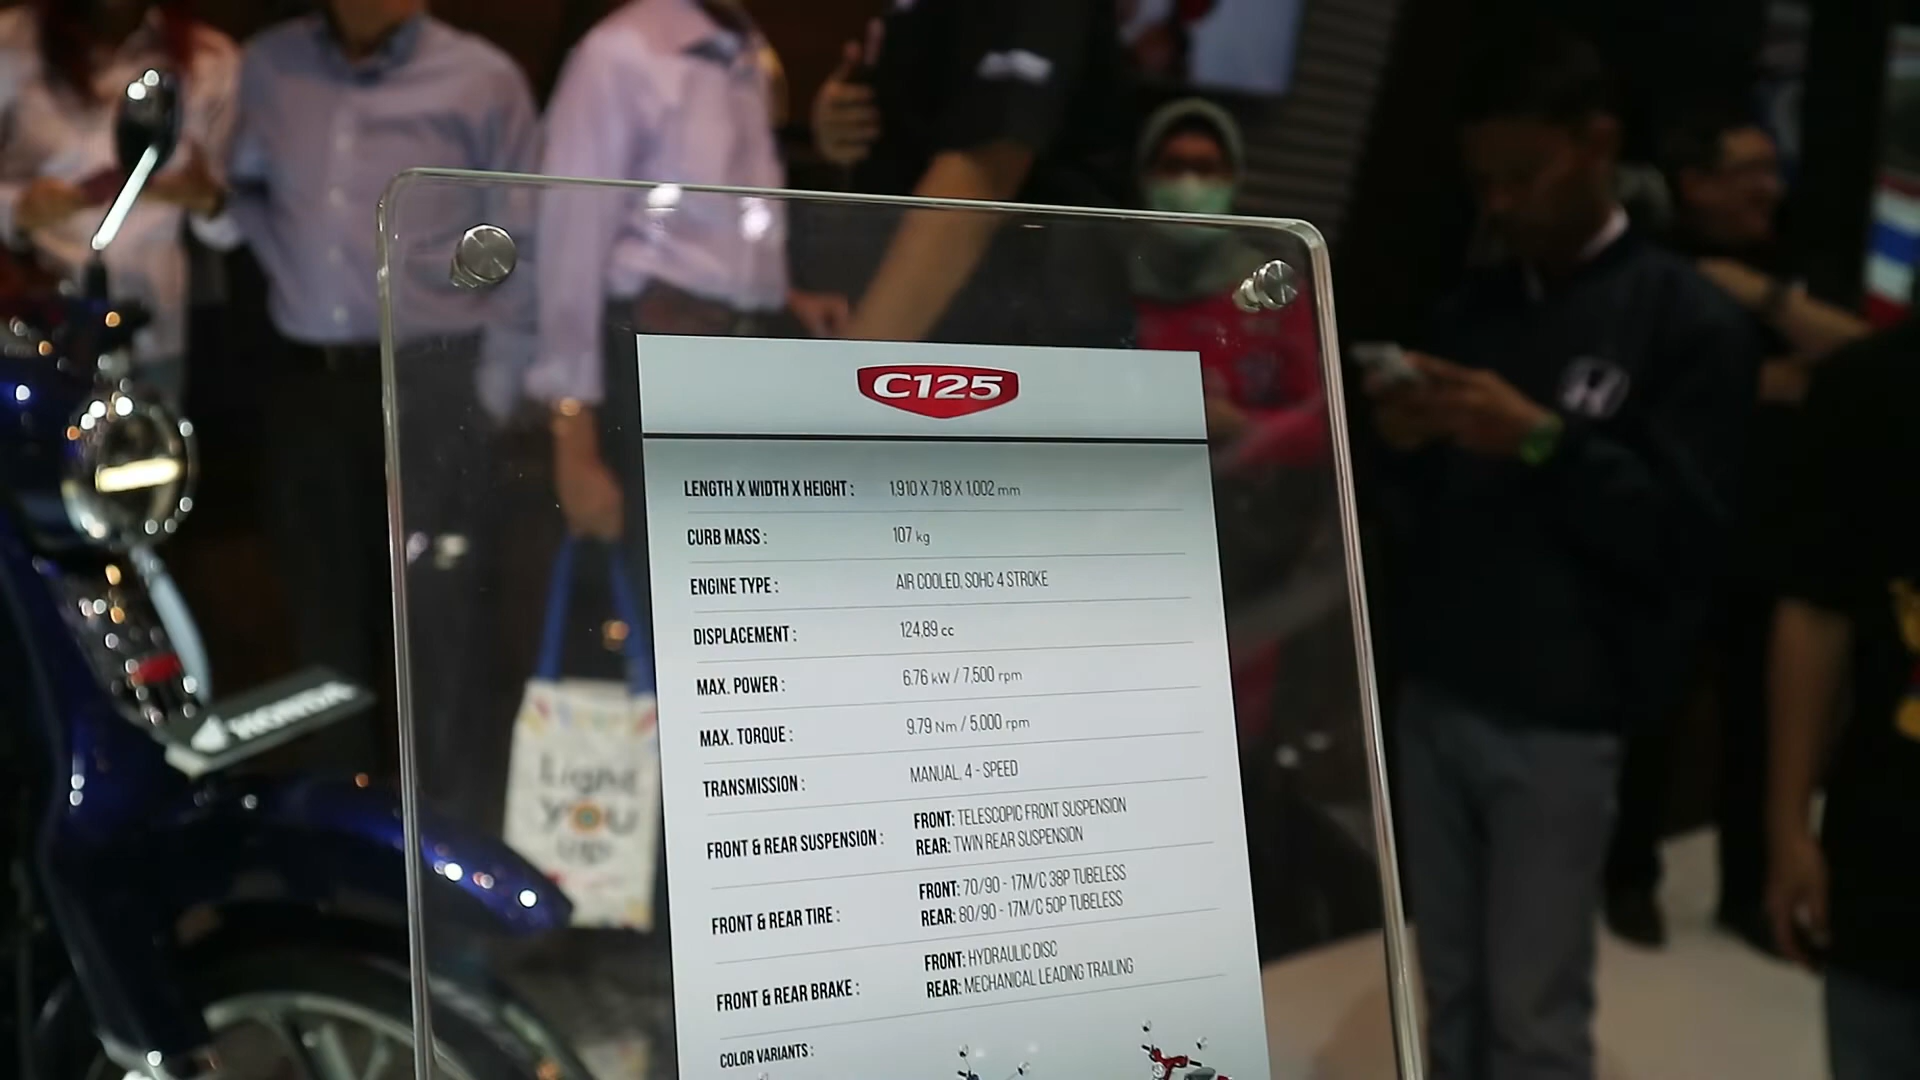 C125
LENGTH X WIDTH X HEIGHT : 1,910 X 718 X 1,002 mm
CURB MASS : 107 kg
ENGINE TYPE : AIR COOLED, SOHC 4 STROKE
DISPLACEMENT : 124.89 cc
MAX. POWER : 6.76 kW / 7,500 rpm
MAX. TORQUE : 9.79 Nm / 5,000 rpm
TRANSMISSION : MANUAL, 4 - SPEED
FRONT & REAR SUSPENSION : FRONT: TELESCOPIC FRONT SUSPENSION
REAR: TWIN REAR SUSPENSION
FRONT & REAR TIRE : FRONT: 70/90 - 17M/C 38P TUBELESS
REAR: 80/90 - 17M/C 50P TUBELESS
FRONT & REAR BRAKE : FRONT: HYDRAULIC DISC
REAR: MECHANICAL LEADING TRAILING
COLOR VARIANTS :
HONDA
Light
YOU
Up